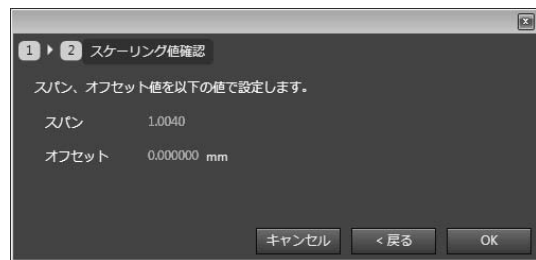 1 ▶ 2 スケーリング値確認
スパン、オフセット値を以下の値で設定します。
スパン 1.0040
オフセット 0.000000 mm
キャンセル < 戻る OK